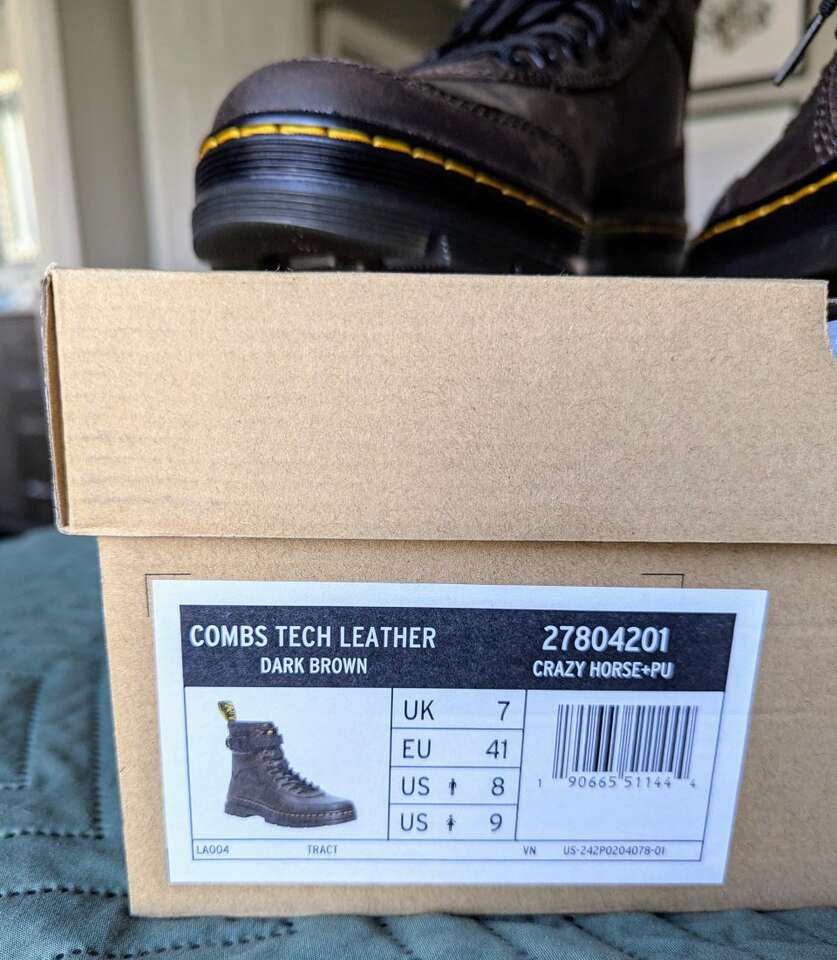 COMBS TECH LEATHER 27804201
DARK BROWN CRAZY HORSE+PU
UK 7
EU 41
US 8
US 9
1 90665 51144 4
LA004 TRACT VN US-242P0204078-01